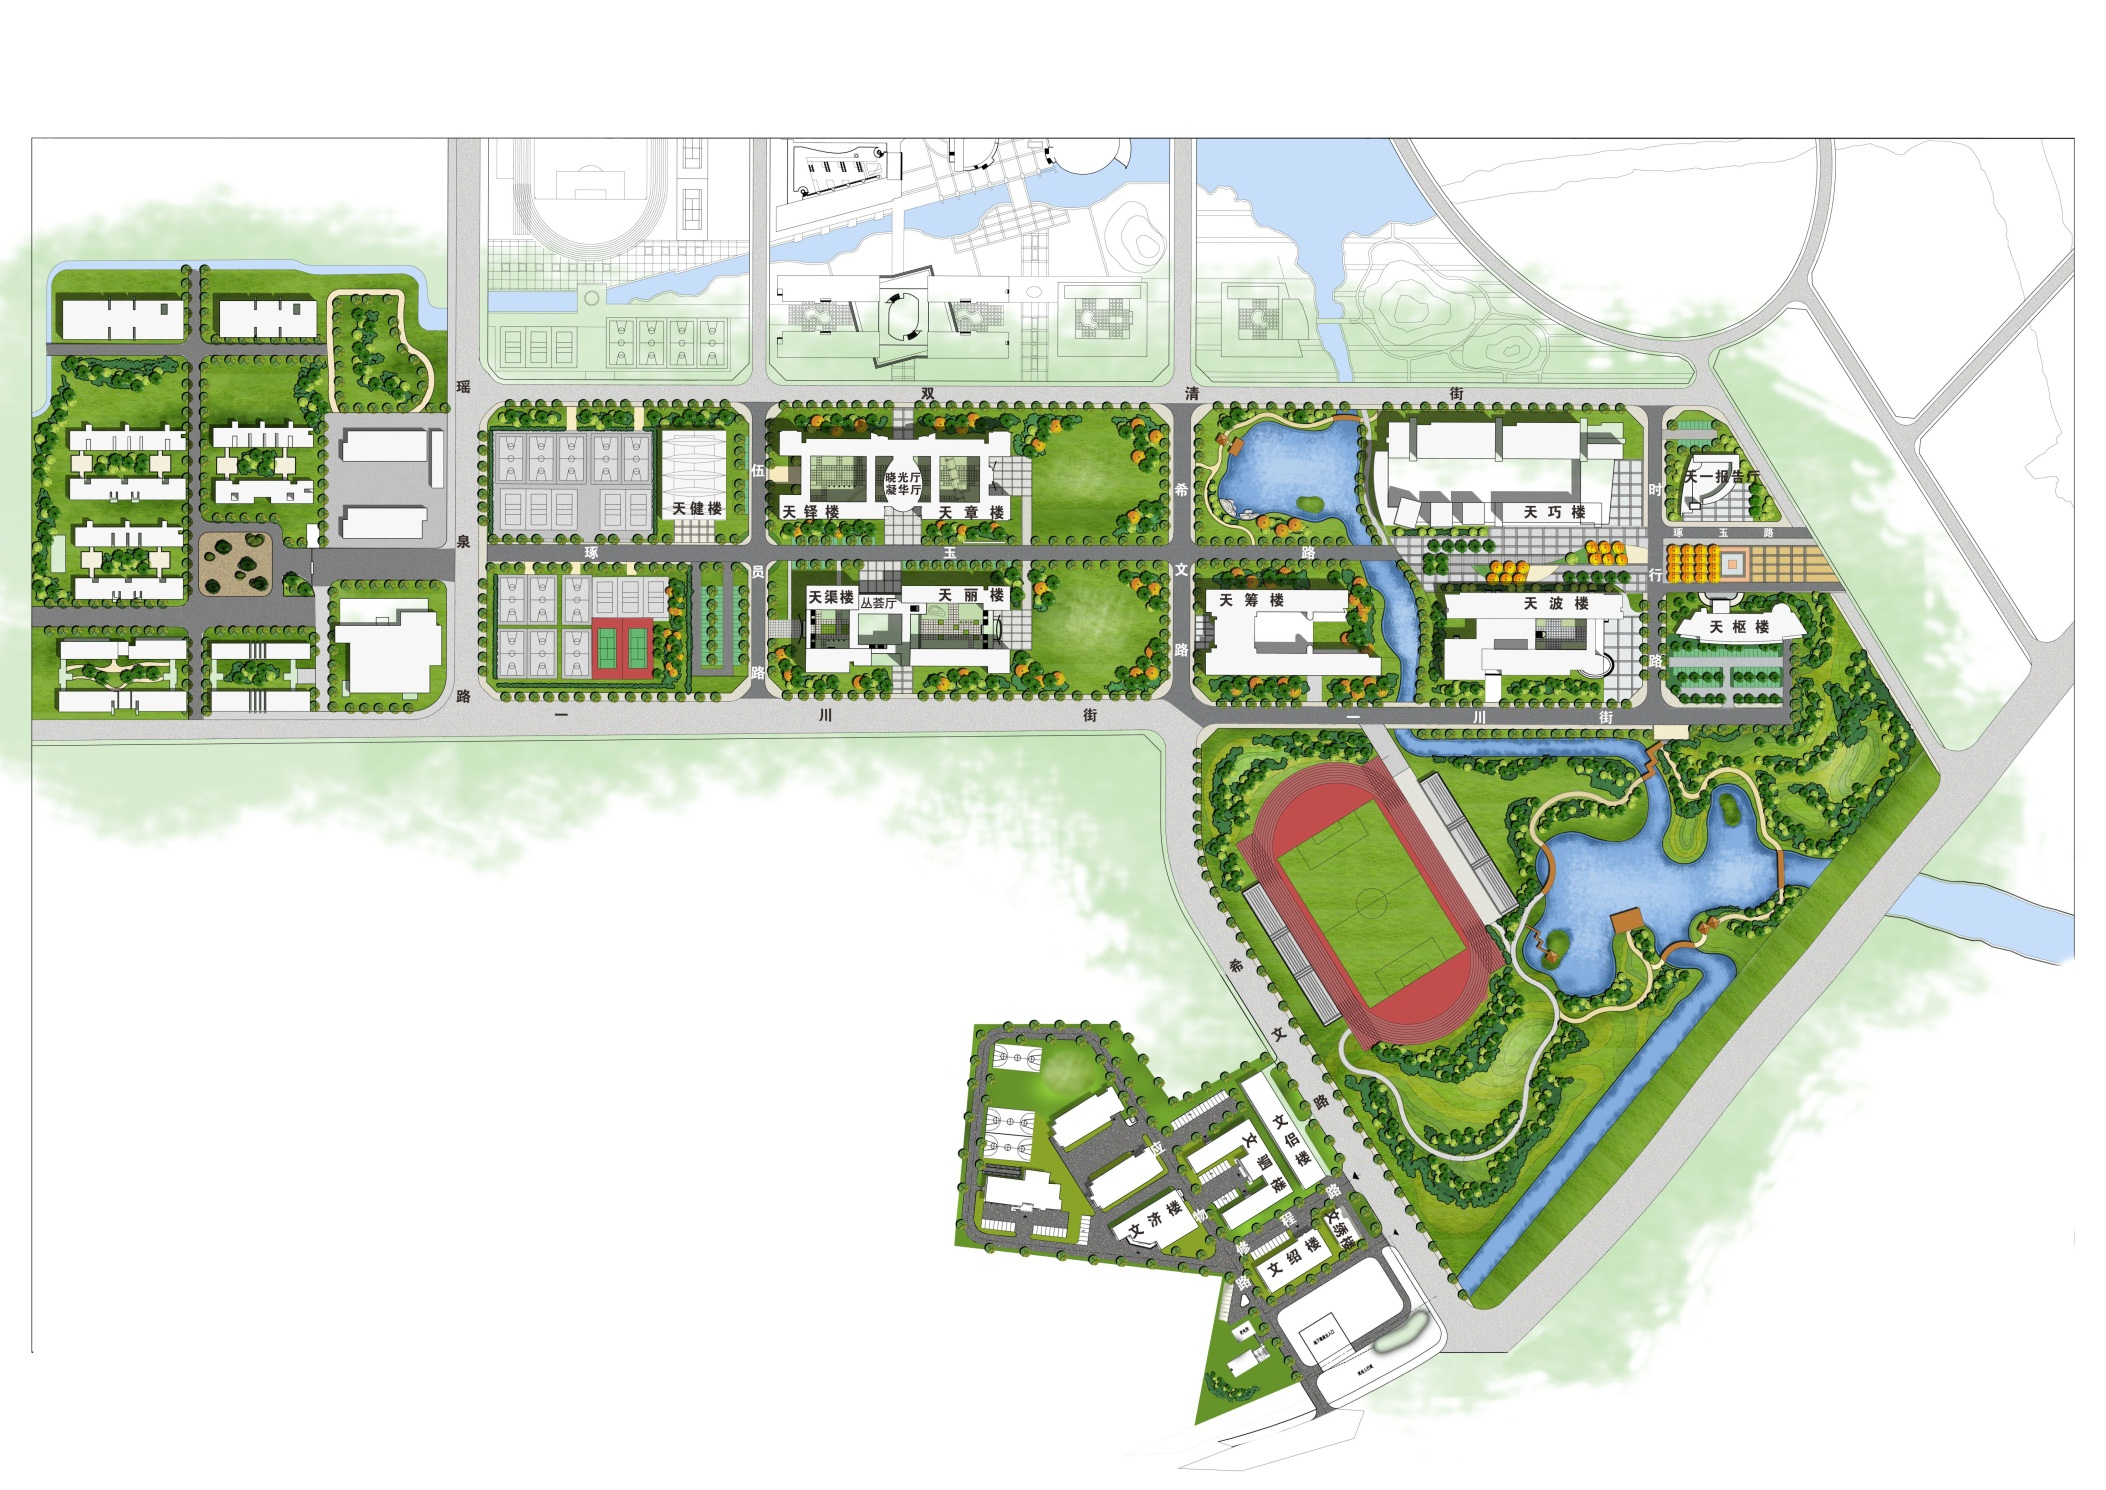 瑶泉路
双清街
伍员路
希文路
时行路
琢玉路
琢玉路
一川街
一川街
天健楼
天铎楼
晓光厅
凝华厅
天章楼
天巧楼
天一报告厅
天渠楼
丛荟厅
天丽楼
天筹楼
天波楼
天枢楼
希文路
文侣楼
文澜楼
应物路
修程路
文济楼
文绍楼
文绣楼